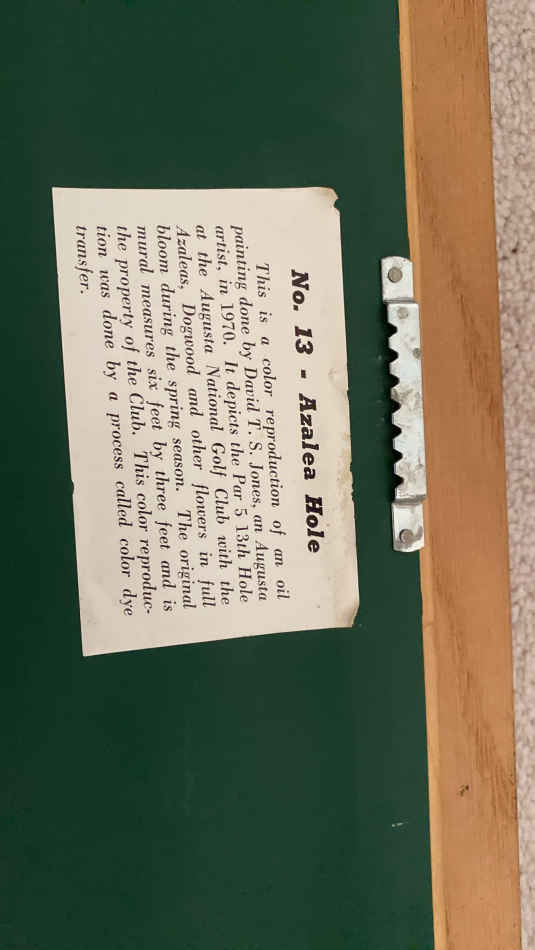 No. 13 - Azalea Hole
This is a color reproduction of an oil
painting done by David T. S. Jones, an Augusta
artist, in 1970. It depicts the Par 5 13th Hole
at the Augusta National Golf Club with the
Azaleas, Dogwood and other flowers in full
bloom during the spring season. The original
mural measures six feet by three feet and is
the property of the Club. This color reproduc-
tion was done by a process called color dye
transfer.